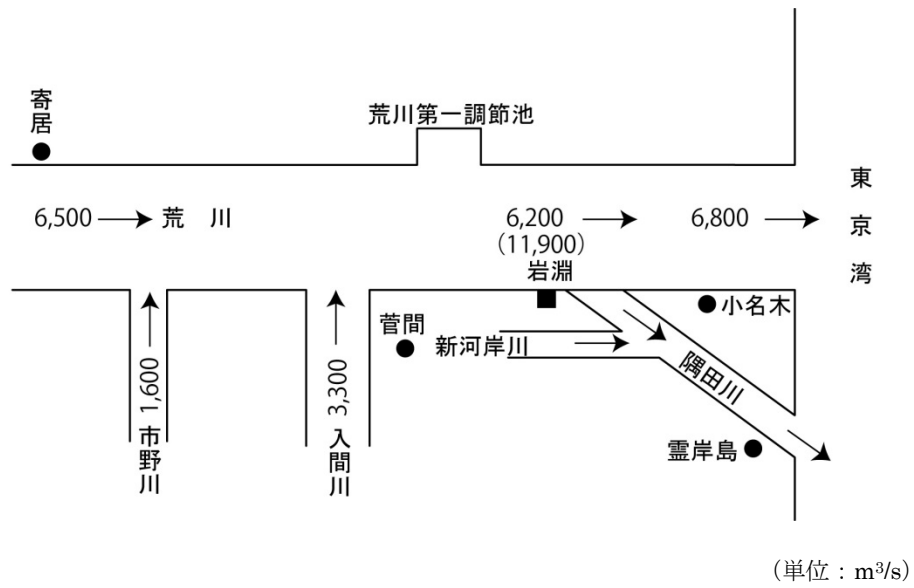 寄居
荒川第一調節池
6,500
荒 川
6,200
(11,900)
岩淵
6,800
東京湾
小名木
菅間
新河岸川
隅田川
霊岸島
1,600
市野川
3,300
入間川
(単位:m³/s)